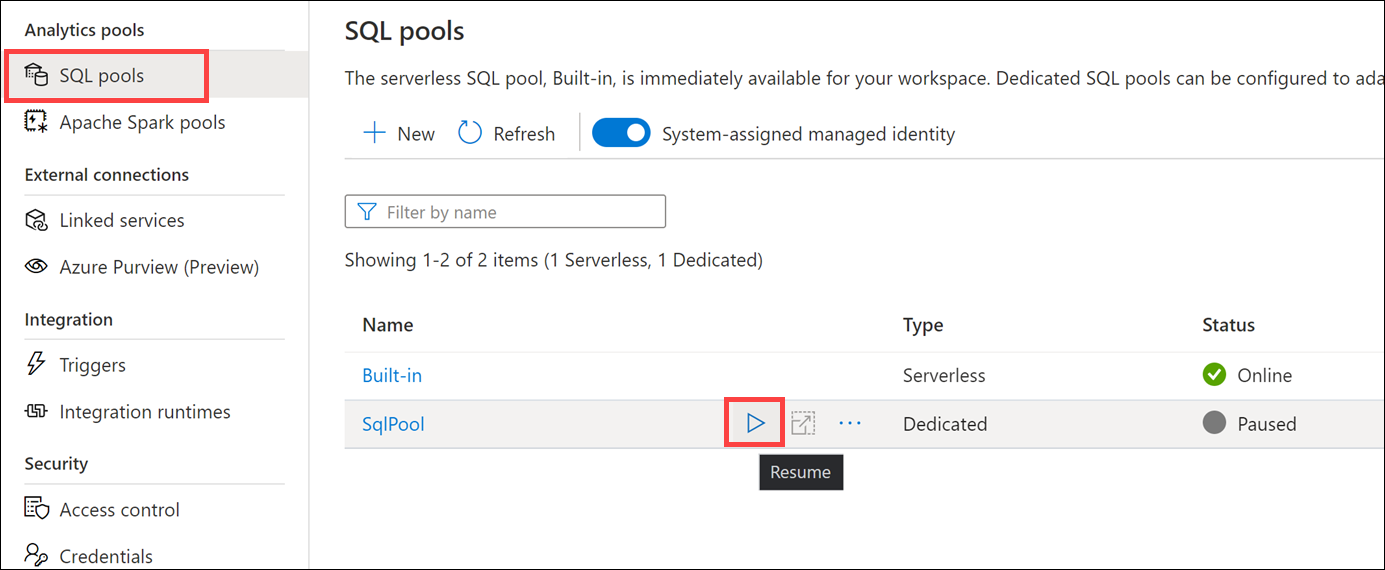 Analytics pools
SQL pools
Apache Spark pools
External connections
Linked services
Azure Purview (Preview)
Integration
Triggers
Integration runtimes
Security
Access control
Credentials
SQL pools
The serverless SQL pool, Built-in, is immediately available for your workspace. Dedicated SQL pools can be configured to ada
New Refresh System-assigned managed identity
Filter by name
Showing 1-2 of 2 items (1 Serverless, 1 Dedicated)
Name Type Status
Built-in Serverless Online
SqlPool ... Dedicated Paused
Resume